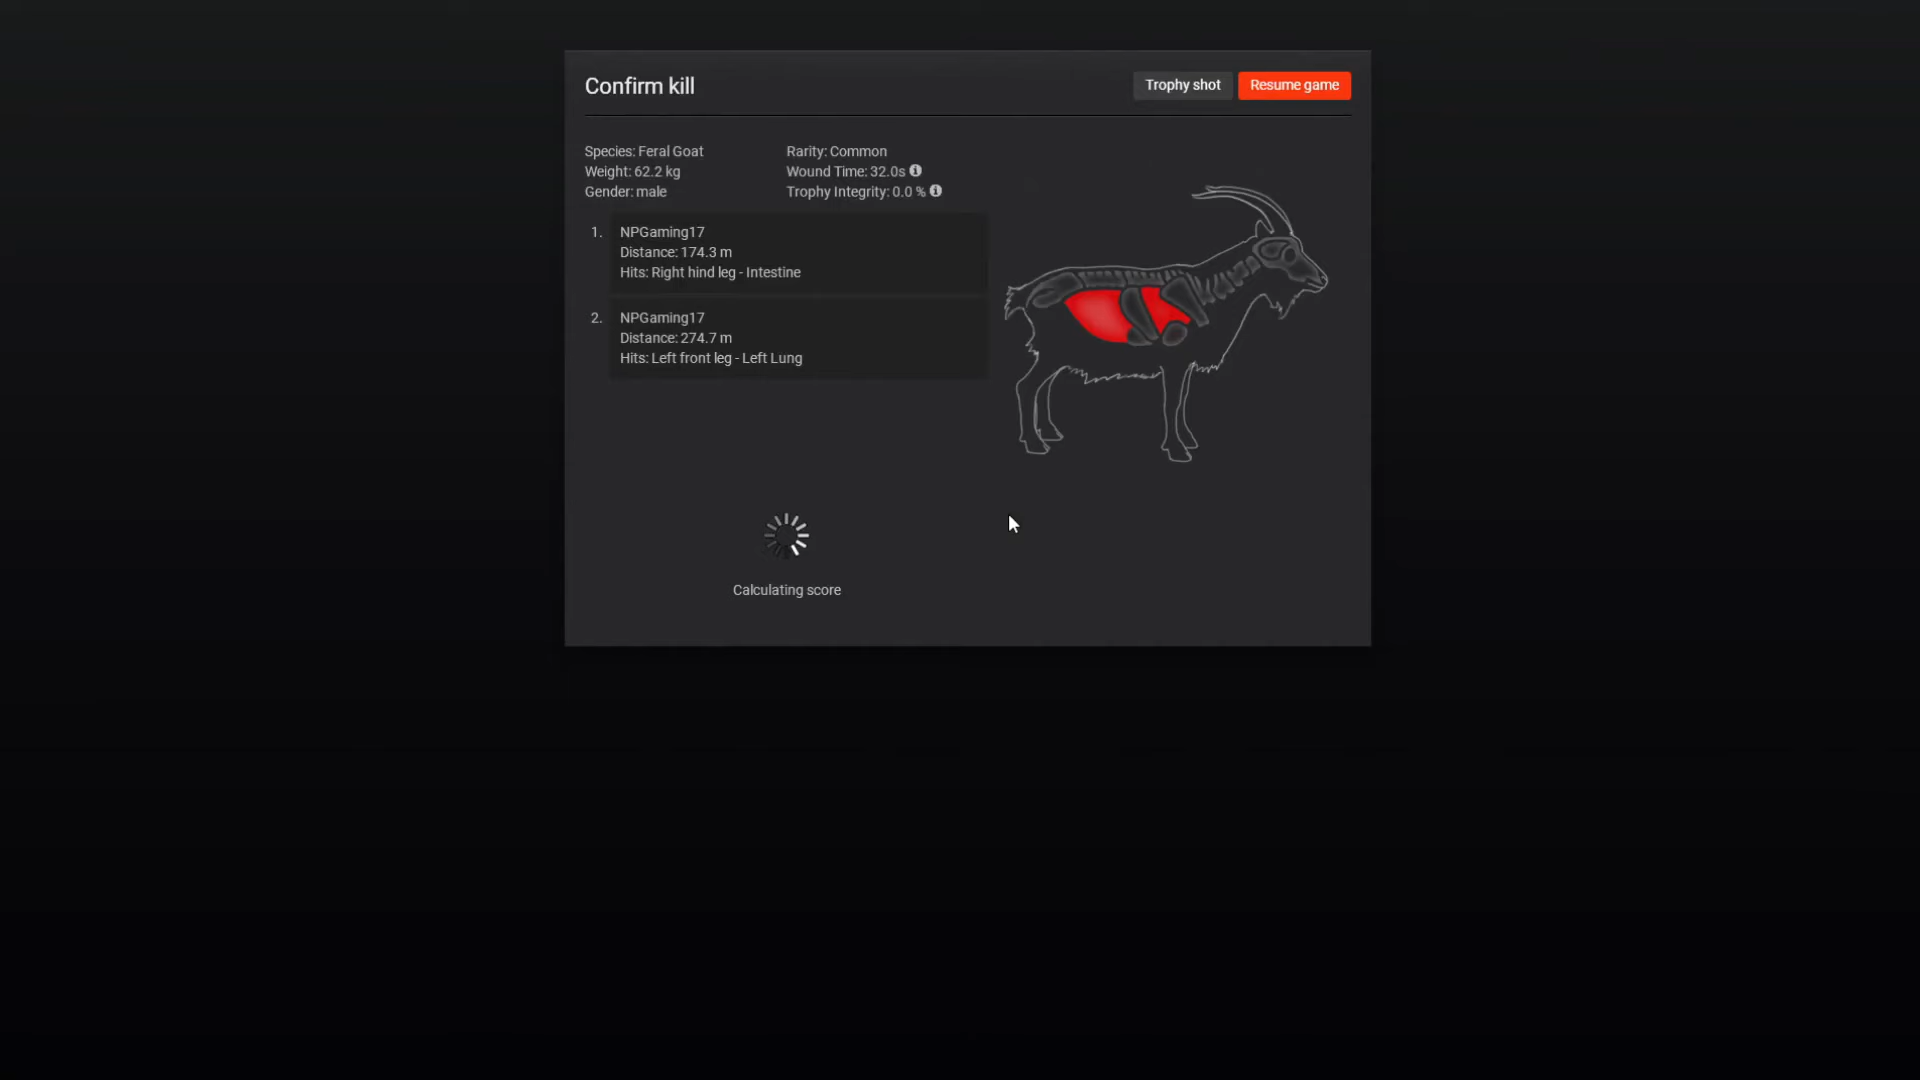 Confirm kill
Trophy shot
Resume game
Species: Feral Goat
Weight: 62.2 kg
Gender: male
Rarity: Common
Wound Time: 32.0s
Trophy Integrity: 0.0 %
1. NPGaming17
Distance: 174.3 m
Hits: Right hind leg - Intestine
2. NPGaming17
Distance: 274.7 m
Hits: Left front leg - Left Lung
Calculating score